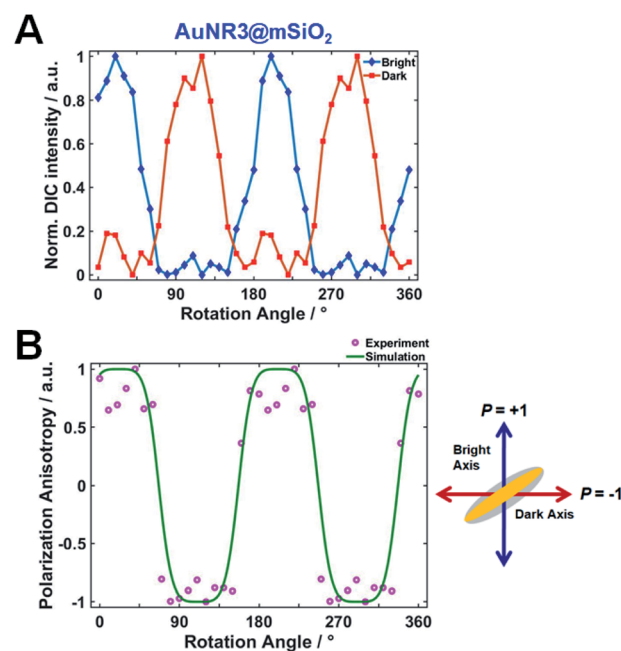 A
AuNR3@mSiO₂
Norm. DIC intensity / a.u.
1
0.8
0.6
0.4
0.2
0
Bright
Dark
0 90 180 270 360
Rotation Angle / °
B
Experiment
Simulation
Polarization Anisotropy / a.u.
1
0.5
0
-0.5
-1
0 90 180 270 360
Rotation Angle / °
P = +1
Bright
Axis
P = -1
Dark Axis